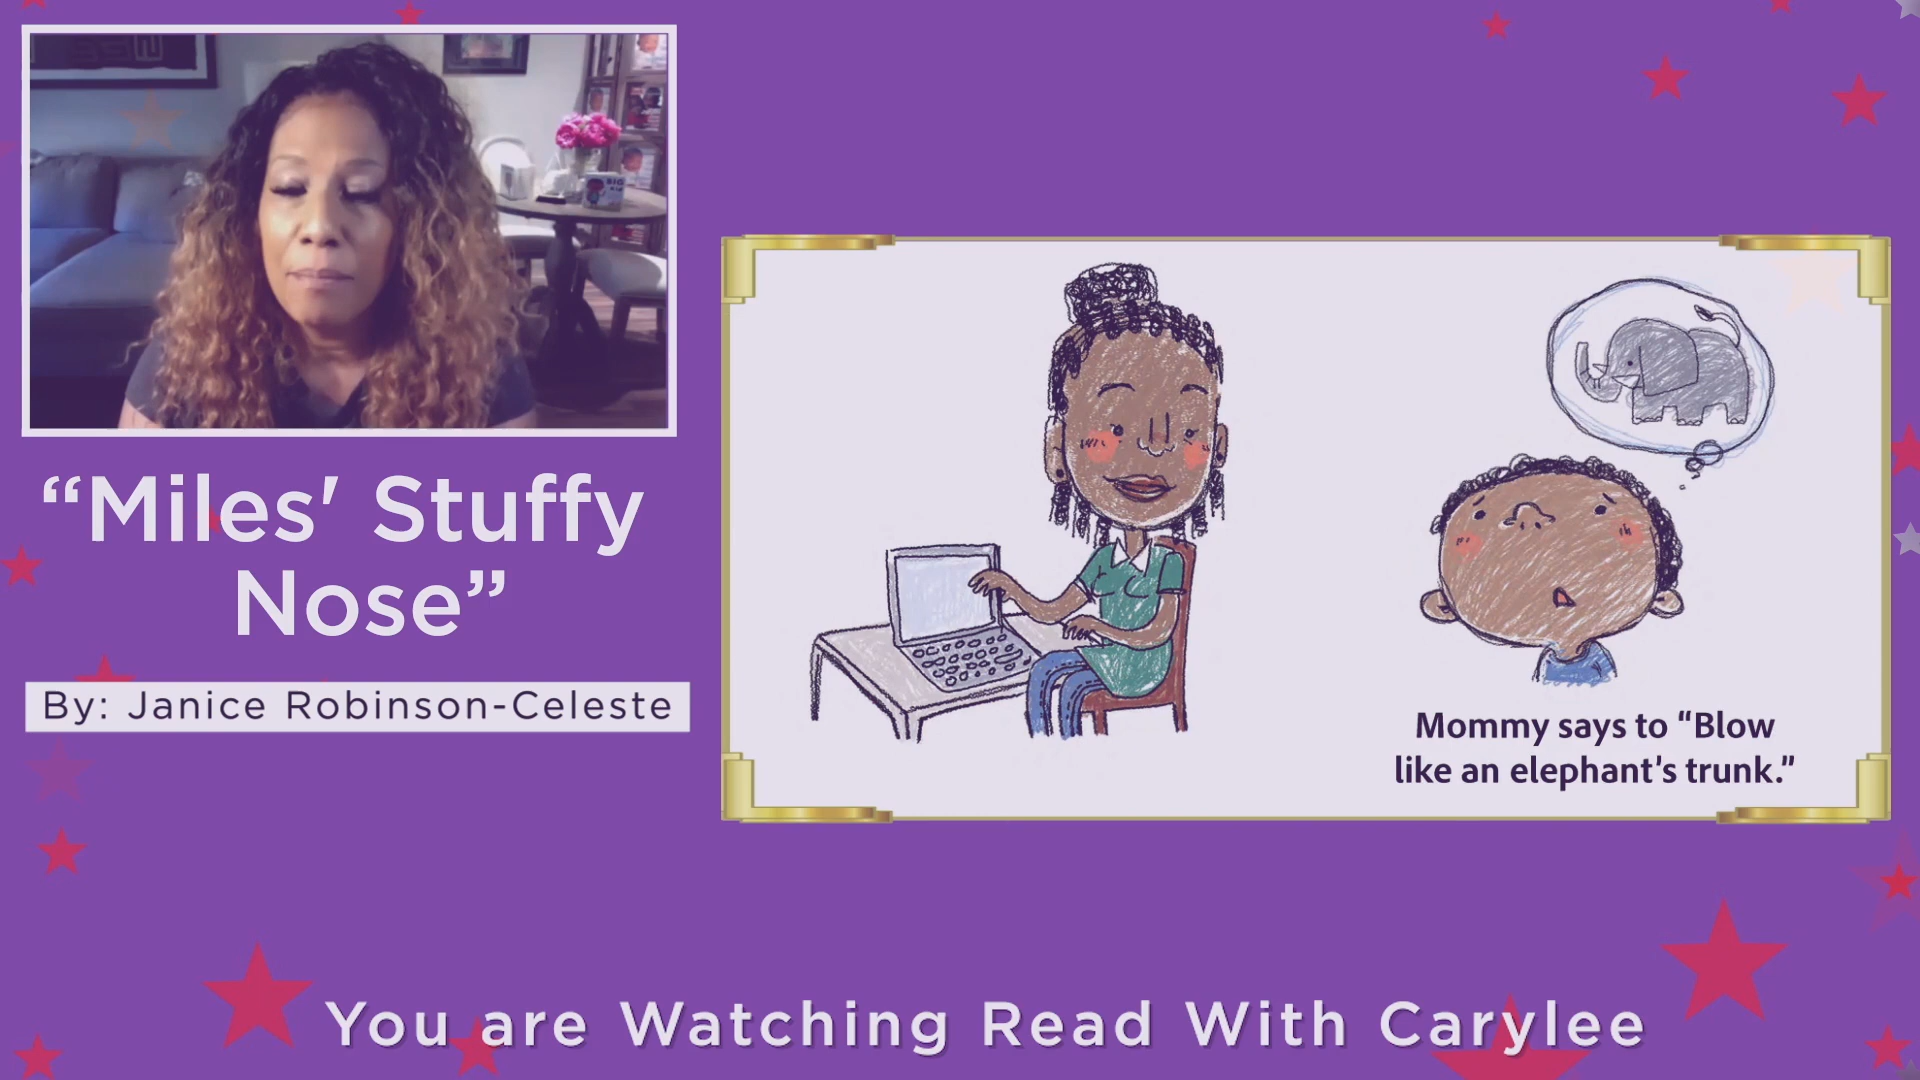 “Miles' Stuffy
Nose”
By: Janice Robinson-Celeste
Mommy says to “Blow
like an elephant's trunk.”
You are Watching Read With Carylee
BIG